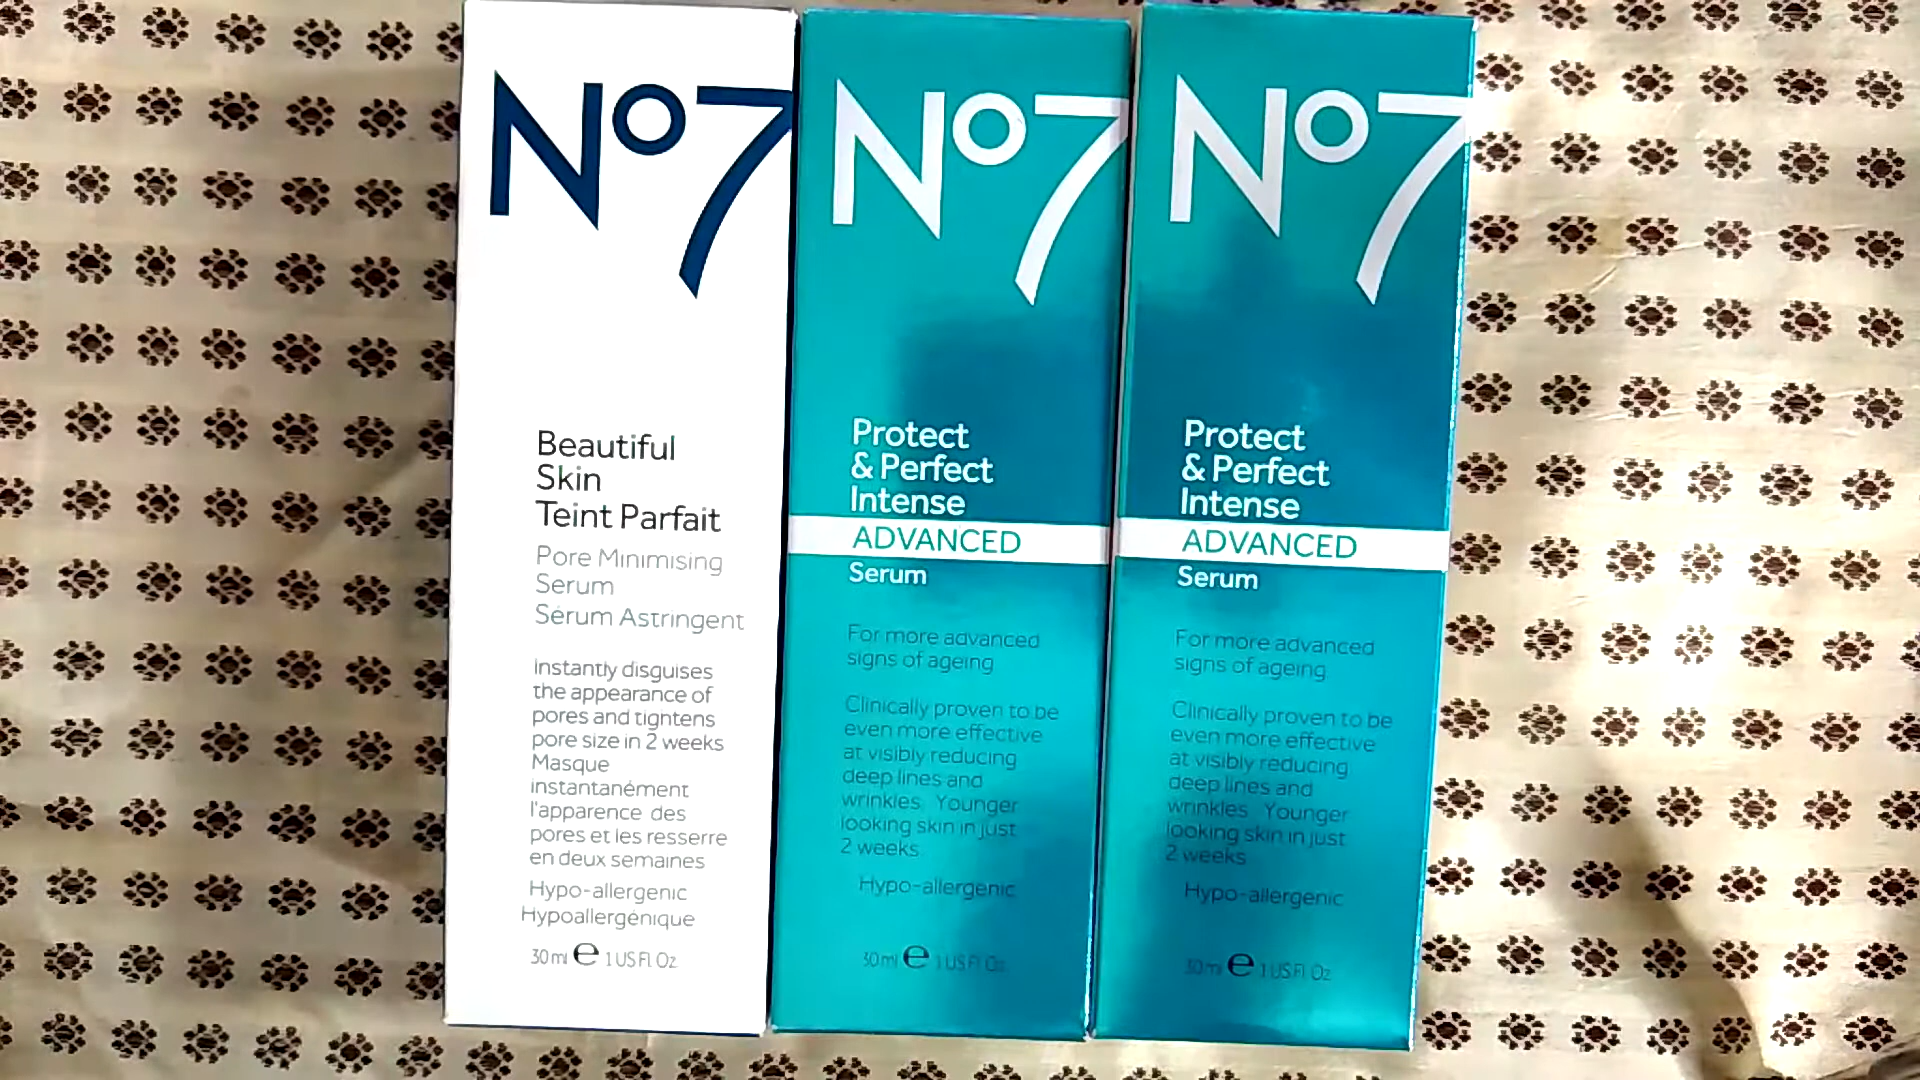 No7
Beautiful
Skin
Teint Parfait
Pore Minimising
Serum
Sérum Astringent
instantly disguises
the appearance of
pores and tightens
pore size in 2 weeks
Masque
instantanément
l'apparence des
pores et les resserre
en deux semaines
Hypo-allergenic
Hypoallergénique
30ml e 1 US Fl Oz
No7
Protect
& Perfect
Intense
ADVANCED
Serum
For more advanced
signs of ageing
Clinically proven to be
even more effective
at visibly reducing
deep lines and
wrinkles Younger
looking skin in just
2 weeks
Hypo-allergenic
30ml e 1 US Fl Oz
No7
Protect
& Perfect
Intense
ADVANCED
Serum
For more advanced
signs of ageing
Clinically proven to be
even more effective
at visibly reducing
deep lines and
wrinkles Younger
looking skin in just
2 weeks
Hypo-allergenic
30ml e 1 US Fl Oz